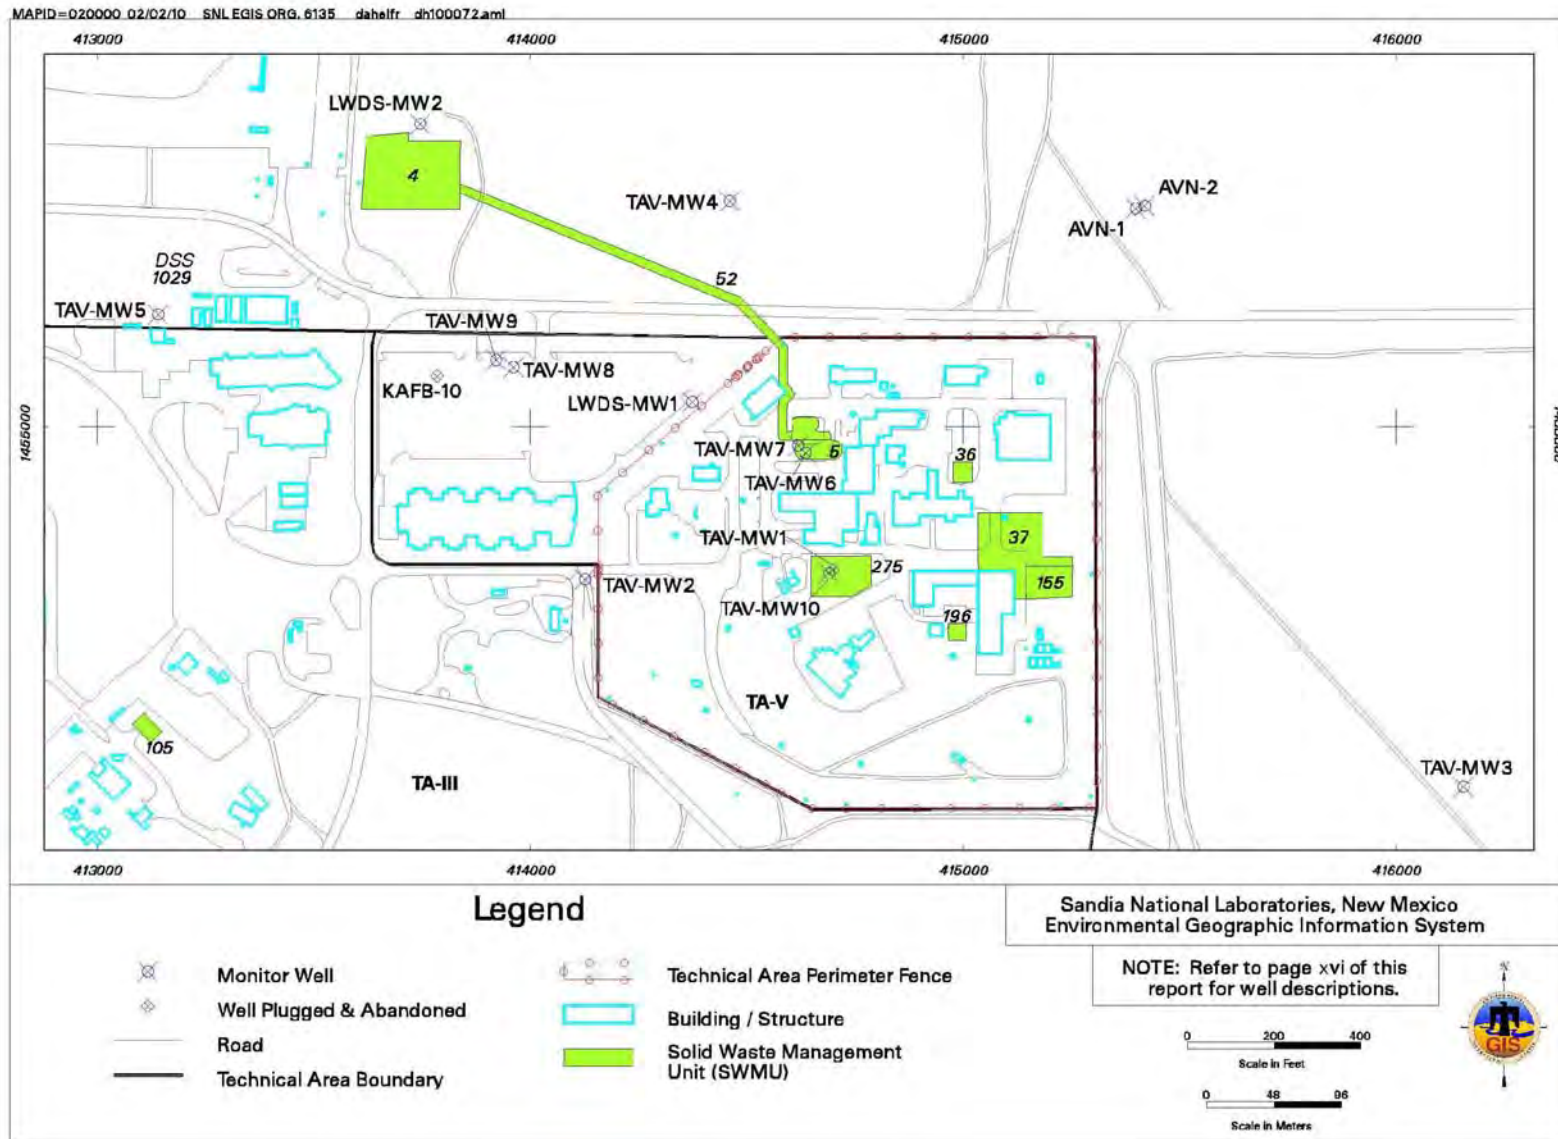 MAPID=020000 02/02/10 SNL EGIS ORG. 6135 dahelfr dh100072.aml
413000 414000 415000 416000
LWDS-MW2
4
TAV-MW4
AVN-2
AVN-1
DSS
1029
52
TAV-MW5
TAV-MW9
TAV-MW8
KAFB-10
LWDS-MW1
1455000
TAV-MW7
5
36
TAV-MW6
TAV-MW1
37
275
155
TAV-MW2
TAV-MW10
196
TA-V
105
TA-III
TAV-MW3
413000 414000 415000 416000
Legend
Monitor Well
Well Plugged & Abandoned
Road
Technical Area Boundary
Technical Area Perimeter Fence
Building / Structure
Solid Waste Management
Unit (SWMU)
Sandia National Laboratories, New Mexico
Environmental Geographic Information System
NOTE: Refer to page xvi of this
report for well descriptions.
0 200 400
Scale in Feet
0 48 96
Scale in Meters
N
GIS